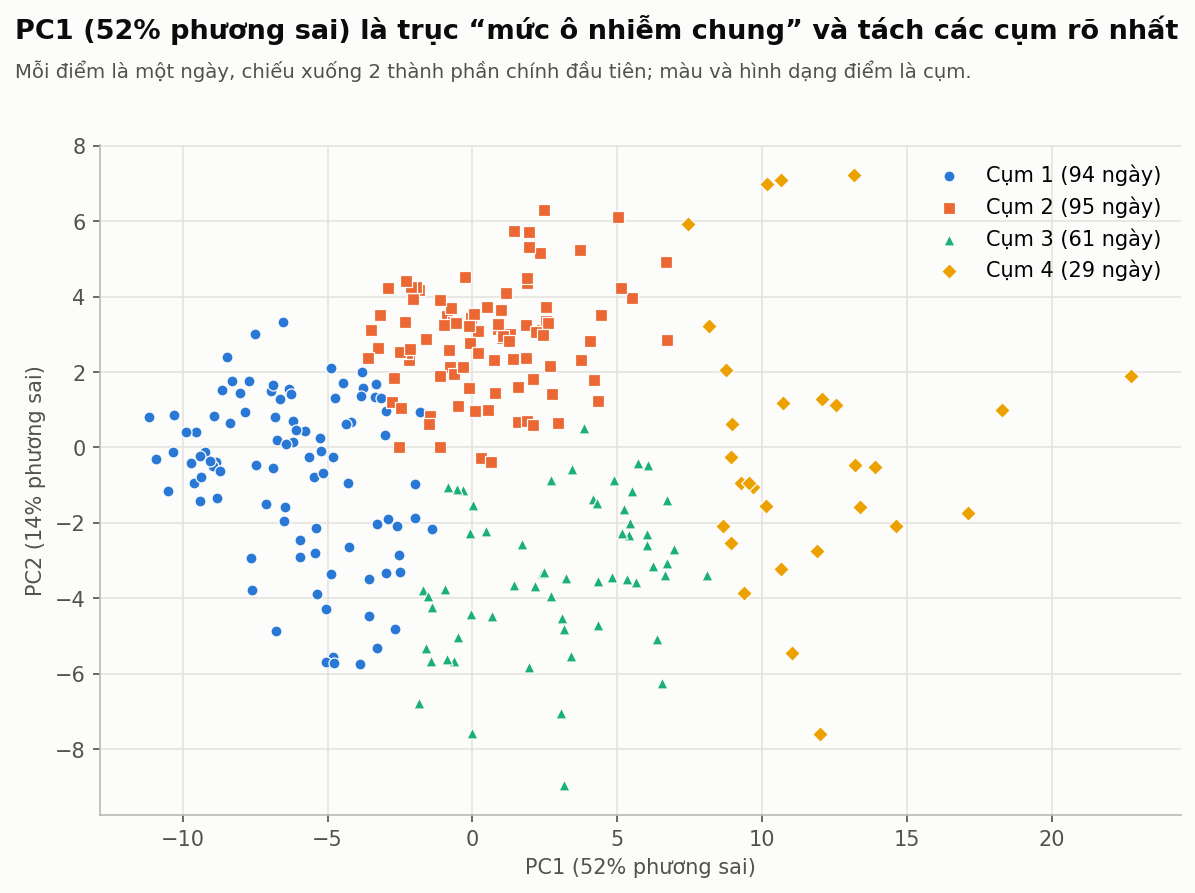 PC1 (52% phương sai) là trục “mức ô nhiễm chung” và tách các cụm rõ nhất
Mỗi điểm là một ngày, chiếu xuống 2 thành phần chính đầu tiên; màu và hình dạng điểm là cụm.
Cụm 1 (94 ngày)
Cụm 2 (95 ngày)
Cụm 3 (61 ngày)
Cụm 4 (29 ngày)
PC2 (14% phương sai)
8
6
4
2
0
−2
−4
−6
−8
−10
−5
0
5
10
15
20
PC1 (52% phương sai)